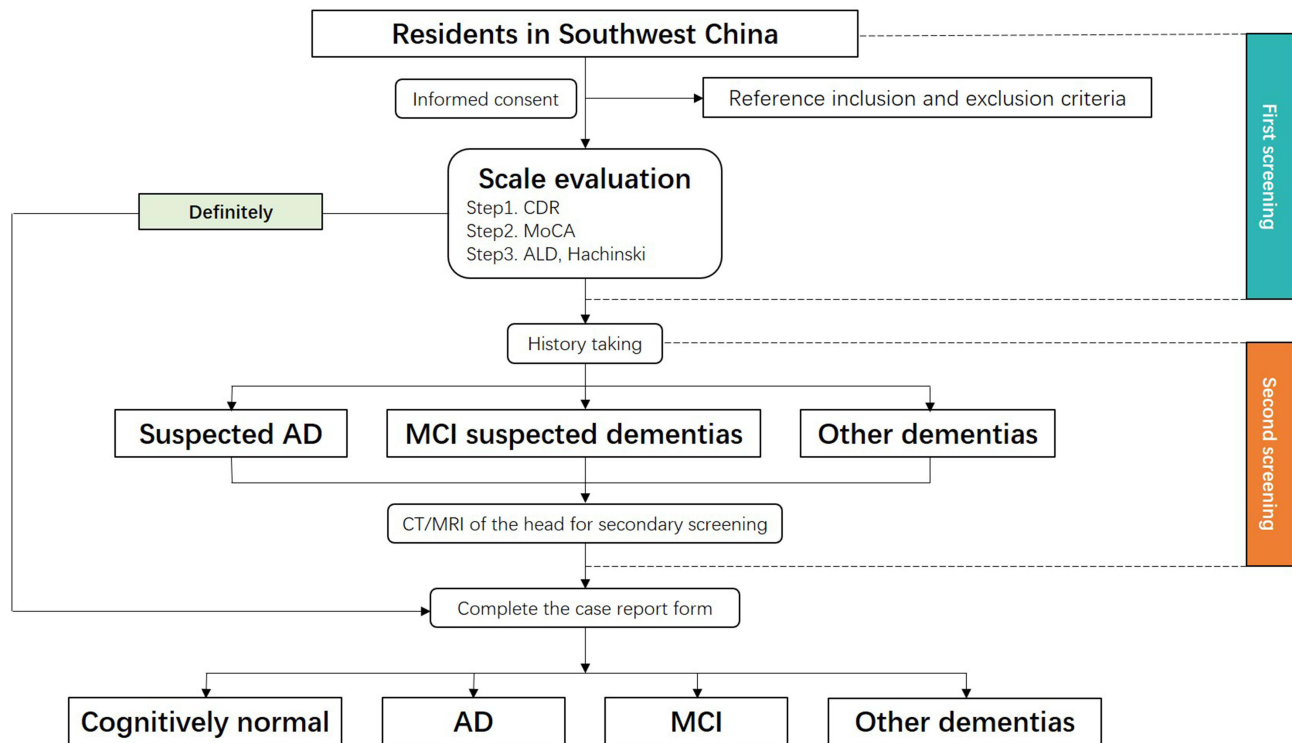 Residents in Southwest China
Informed consent
Reference inclusion and exclusion criteria
First screening
Scale evaluation
Step1. CDR
Step2. MoCA
Step3. ALD, Hachinski
Definitely
History taking
Second screening
Suspected AD
MCI suspected dementias
Other dementias
CT/MRI of the head for secondary screening
Complete the case report form
Cognitively normal
AD
MCI
Other dementias